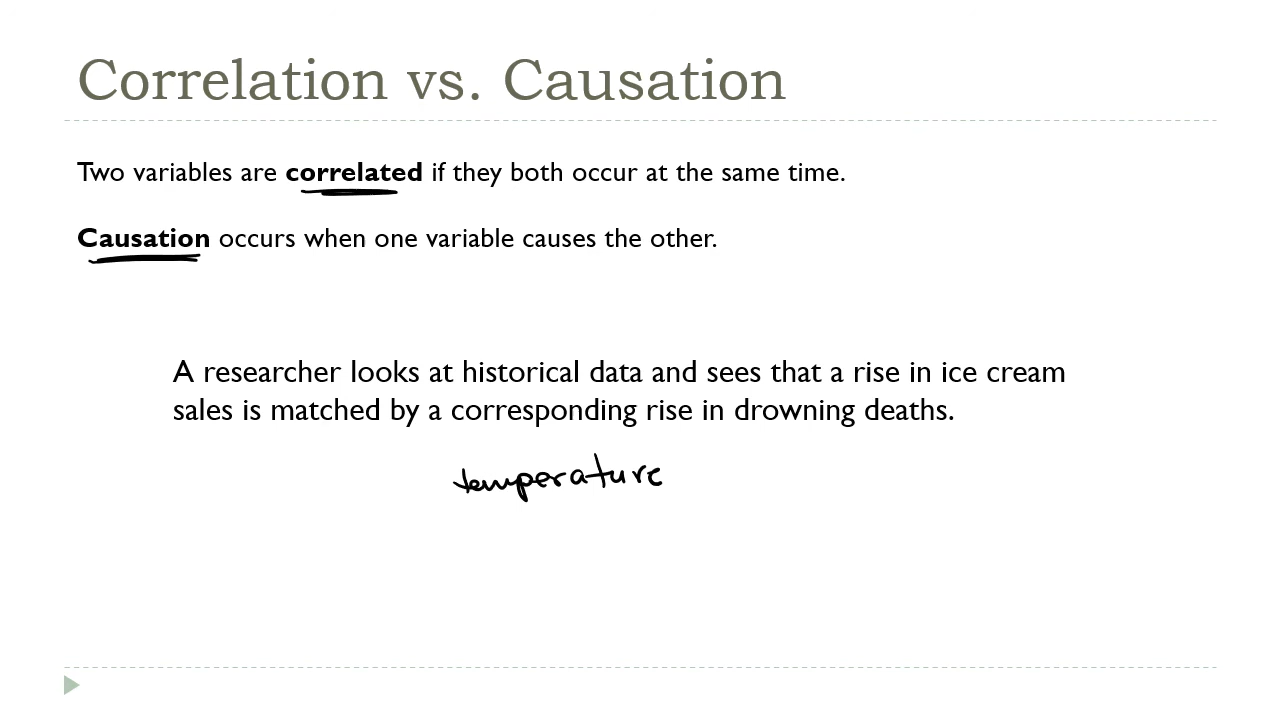 Correlation vs. Causation
Two variables are correlated if they both occur at the same time.
Causation occurs when one variable causes the other.
A researcher looks at historical data and sees that a rise in ice cream
sales is matched by a corresponding rise in drowning deaths.
temperature